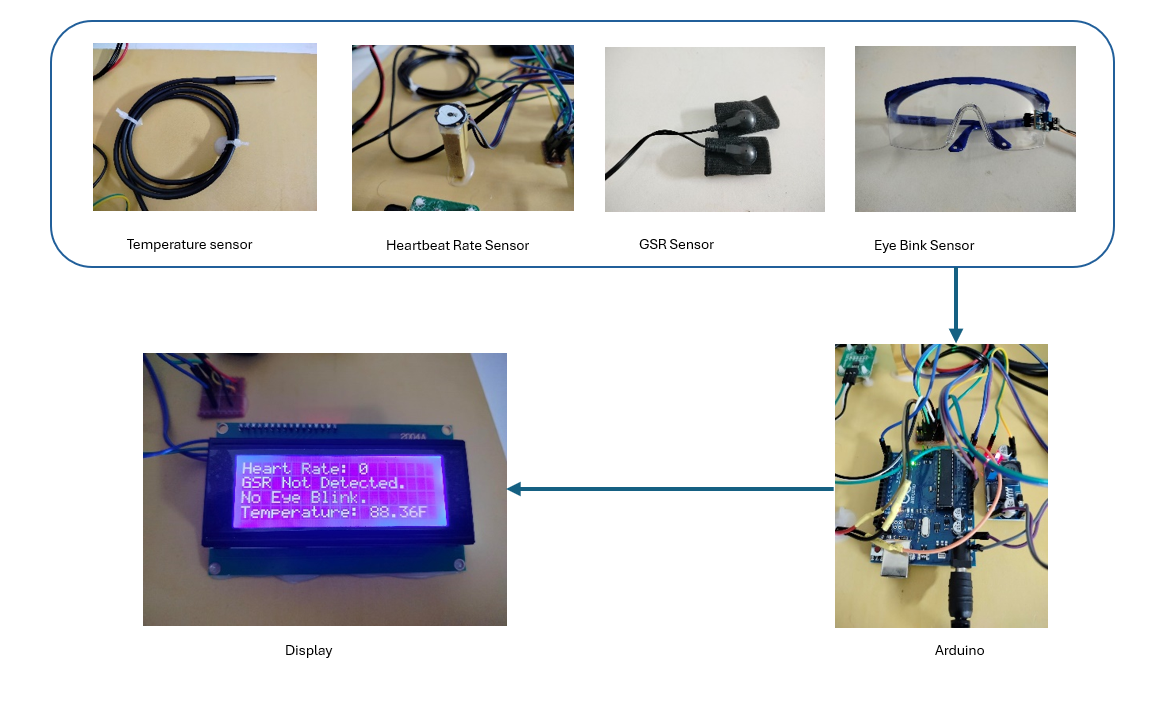 Temperature sensor
Heartbeat Rate Sensor
GSR Sensor
Eye Bink Sensor
2004A
Heart Rate: 0
GSR Not Detected.
No Eye Blink.
Temperature: 88.36F
Display
Arduino